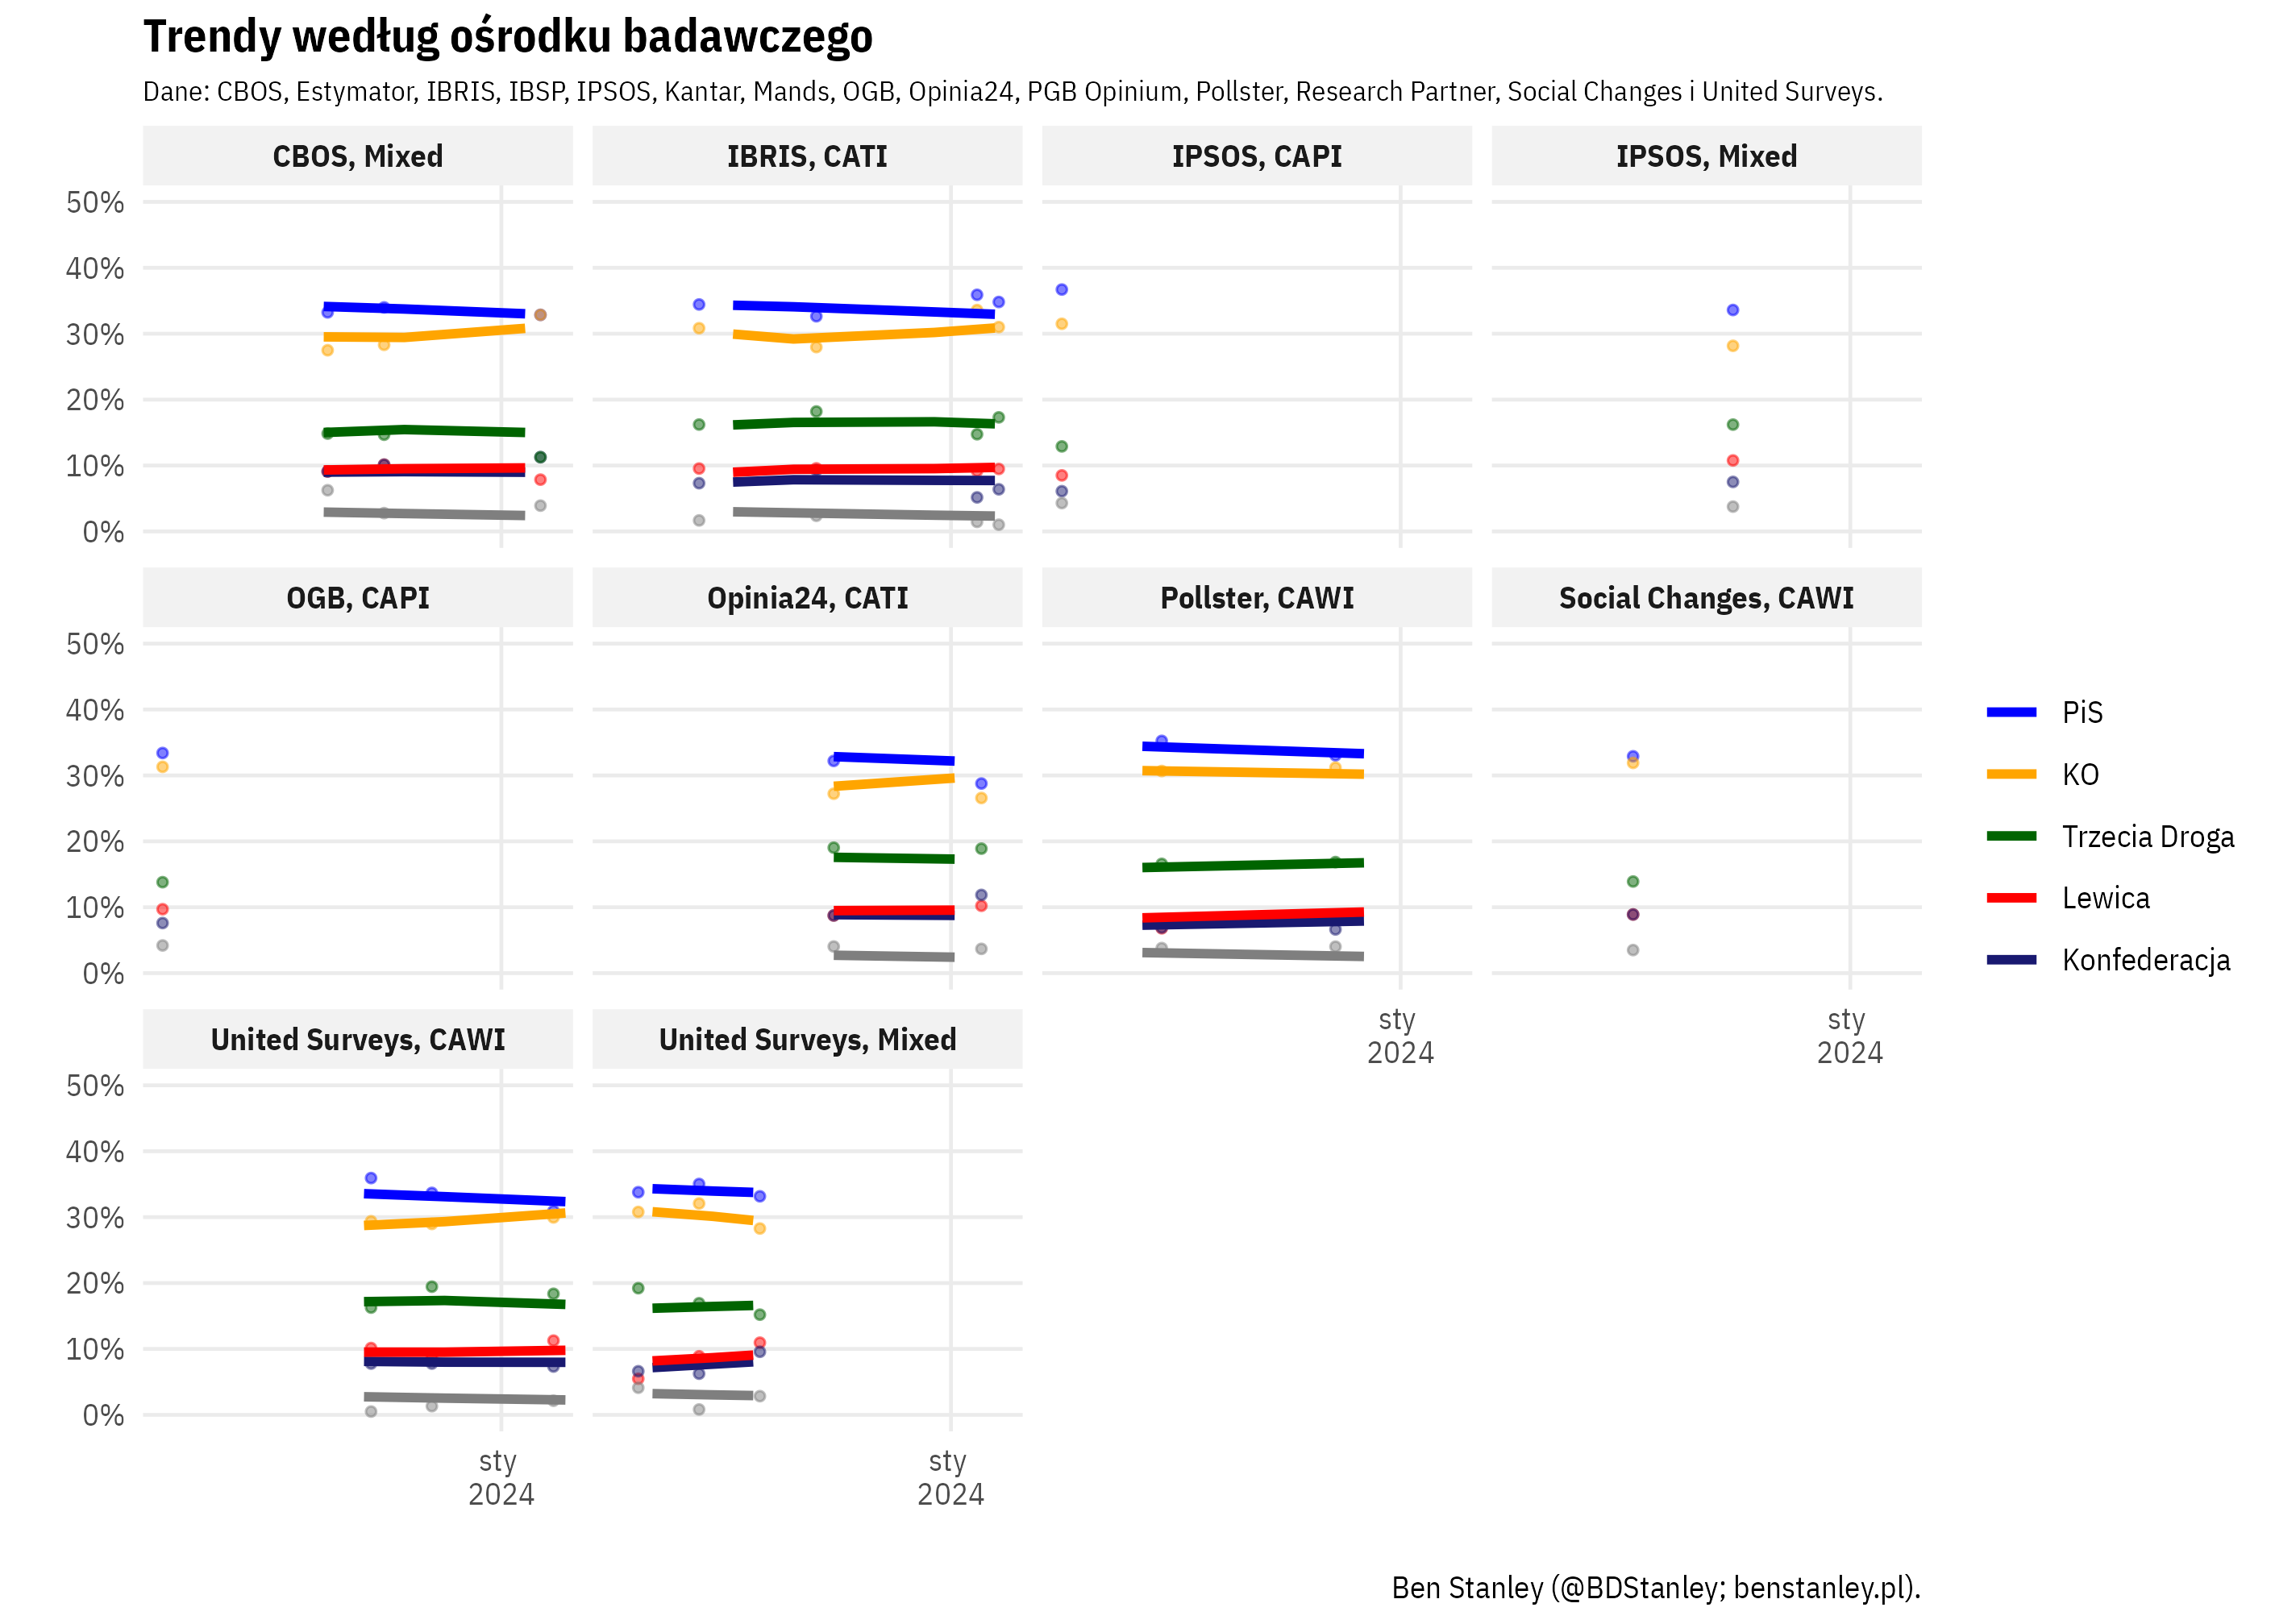 Trendy według ośrodku badawczego
Dane: CBOS, Estymator, IBRIS, IBSP, IPSOS, Kantar, Mands, OGB, Opinia24, PGB Opinium, Pollster, Research Partner, Social Changes i United Surveys.
CBOS, Mixed
IBRIS, CATI
IPSOS, CAPI
IPSOS, Mixed
50%
40%
30%
20%
10%
0%
OGB, CAPI
Opinia24, CATI
Pollster, CAWI
Social Changes, CAWI
50%
40%
30%
20%
10%
0%
sty
2024
sty
2024
United Surveys, CAWI
United Surveys, Mixed
50%
40%
30%
20%
10%
0%
sty
2024
sty
2024
PiS
KO
Trzecia Droga
Lewica
Konfederacja
Ben Stanley (@BDStanley; benstanley.pl).